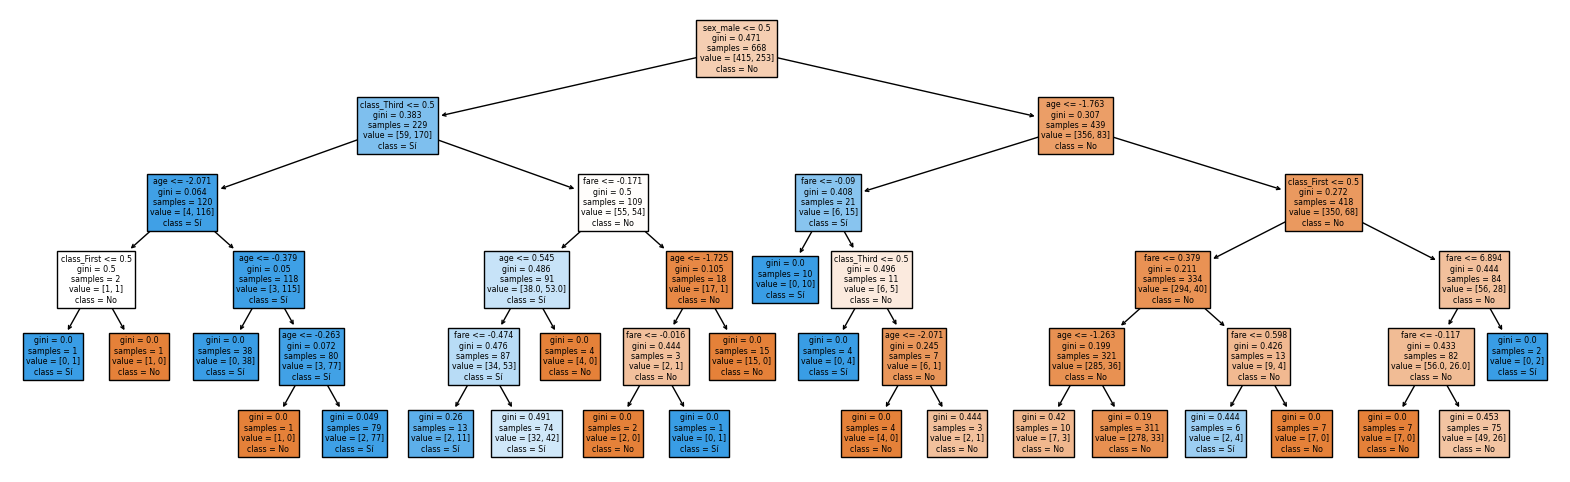 sex_male <= 0.5
gini = 0.471
samples = 668
value = [415, 253]
class = No
class_Third <= 0.5
gini = 0.383
samples = 229
value = [59, 170]
class = Sí
age <= -1.763
gini = 0.307
samples = 439
value = [356, 83]
class = No
age <= -2.071
gini = 0.064
samples = 120
value = [4, 116]
class = Sí
fare <= -0.171
gini = 0.5
samples = 109
value = [55, 54]
class = No
fare <= -0.09
gini = 0.408
samples = 21
value = [6, 15]
class = Sí
class_First <= 0.5
gini = 0.272
samples = 418
value = [350, 68]
class = No
class_First <= 0.5
gini = 0.5
samples = 2
value = [1, 1]
class = No
age <= -0.379
gini = 0.05
samples = 118
value = [3, 115]
class = Sí
age <= 0.545
gini = 0.486
samples = 91
value = [38.0, 53.0]
class = Sí
age <= -1.725
gini = 0.105
samples = 18
value = [17, 1]
class = No
gini = 0.0
samples = 10
value = [0, 10]
class = Sí
class_Third <= 0.5
gini = 0.496
samples = 11
value = [6, 5]
class = No
fare <= 0.379
gini = 0.211
samples = 334
value = [294, 40]
class = No
fare <= 6.894
gini = 0.444
samples = 84
value = [56, 28]
class = No
gini = 0.0
samples = 1
value = [0, 1]
class = Sí
gini = 0.0
samples = 1
value = [1, 0]
class = No
gini = 0.0
samples = 38
value = [0, 38]
class = Sí
age <= -0.263
gini = 0.072
samples = 80
value = [3, 77]
class = Sí
fare <= -0.474
gini = 0.476
samples = 87
value = [34, 53]
class = Sí
gini = 0.0
samples = 4
value = [4, 0]
class = No
fare <= -0.016
gini = 0.444
samples = 3
value = [2, 1]
class = No
gini = 0.0
samples = 15
value = [15, 0]
class = No
gini = 0.0
samples = 4
value = [0, 4]
class = Sí
age <= -2.071
gini = 0.245
samples = 7
value = [6, 1]
class = No
age <= -1.263
gini = 0.199
samples = 321
value = [285, 36]
class = No
fare <= 0.598
gini = 0.426
samples = 13
value = [9, 4]
class = No
fare <= -0.117
gini = 0.433
samples = 82
value = [56.0, 26.0]
class = No
gini = 0.0
samples = 2
value = [0, 2]
class = Sí
gini = 0.0
samples = 1
value = [1, 0]
class = No
gini = 0.049
samples = 79
value = [2, 77]
class = Sí
gini = 0.26
samples = 13
value = [2, 11]
class = Sí
gini = 0.491
samples = 74
value = [32, 42]
class = Sí
gini = 0.0
samples = 2
value = [2, 0]
class = No
gini = 0.0
samples = 1
value = [0, 1]
class = Sí
gini = 0.0
samples = 4
value = [4, 0]
class = No
gini = 0.444
samples = 3
value = [2, 1]
class = No
gini = 0.42
samples = 10
value = [7, 3]
class = No
gini = 0.19
samples = 311
value = [278, 33]
class = No
gini = 0.444
samples = 6
value = [2, 4]
class = Sí
gini = 0.0
samples = 7
value = [7, 0]
class = No
gini = 0.0
samples = 7
value = [7, 0]
class = No
gini = 0.453
samples = 75
value = [49, 26]
class = No